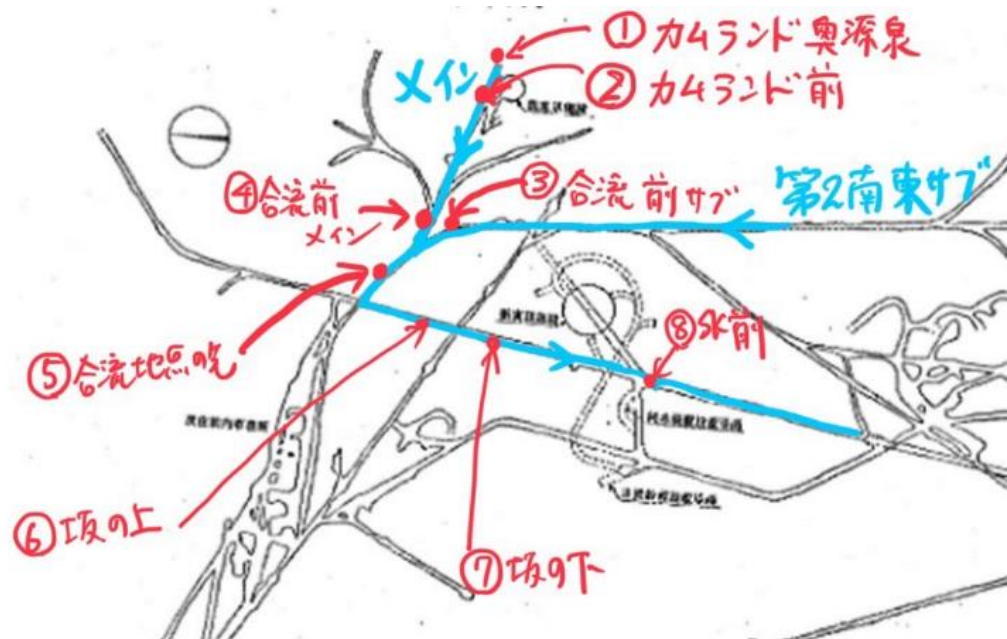 ①カムランド奥源泉
メイン
②カムランド前
④合流前
メイン
③合流前サブ
第2南東サブ
⑧SK前
⑤合流地点の先
⑥坂の上
⑦坂の下